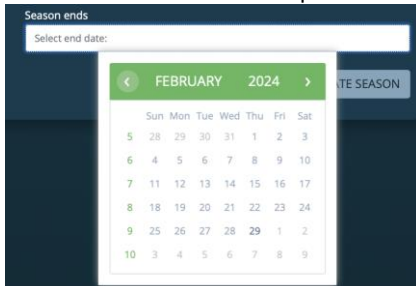 Season ends
Select end date:
FEBRUARY 2024
TE SEASON
Sun Mon Tue Wed Thu Fri Sat
5 28 29 30 31 1 2 3
6 4 5 6 7 8 9 10
7 11 12 13 14 15 16 17
8 18 19 20 21 22 23 24
9 25 26 27 28 29 1 2
10 3 4 5 6 7 8 9